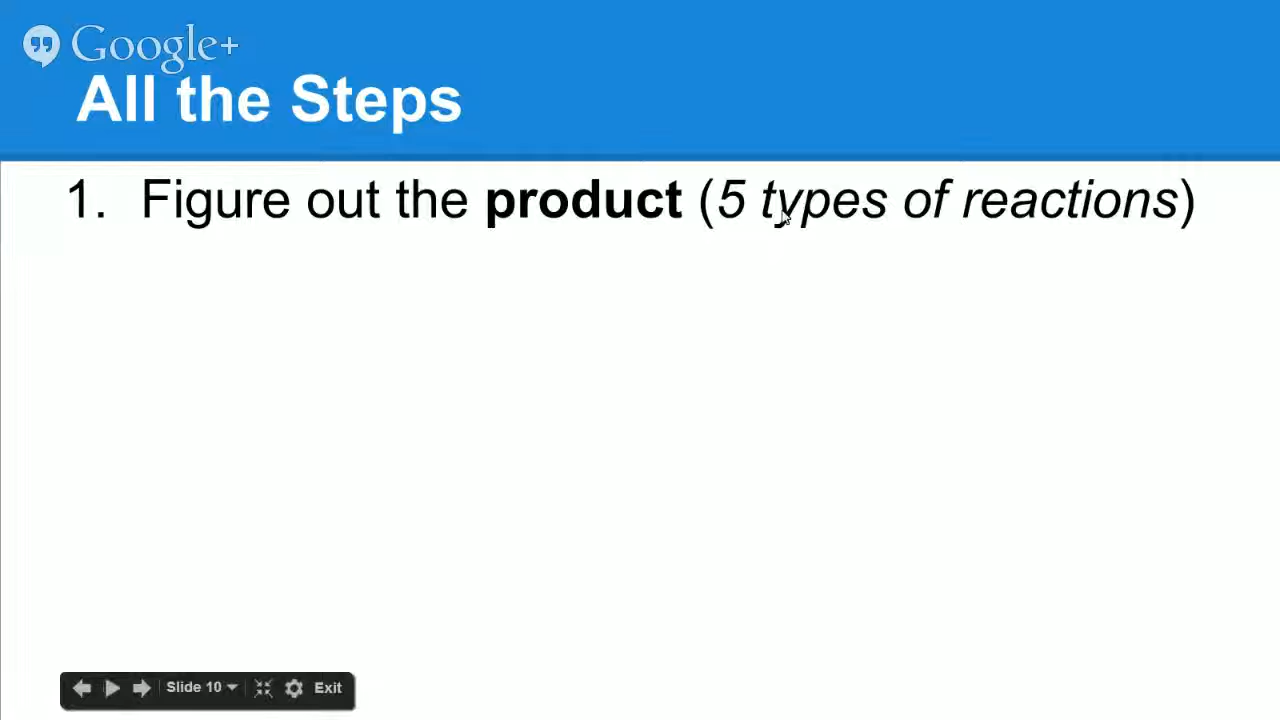 Google+
All the Steps
1. Figure out the product (5 types of reactions)
Slide 10 Exit